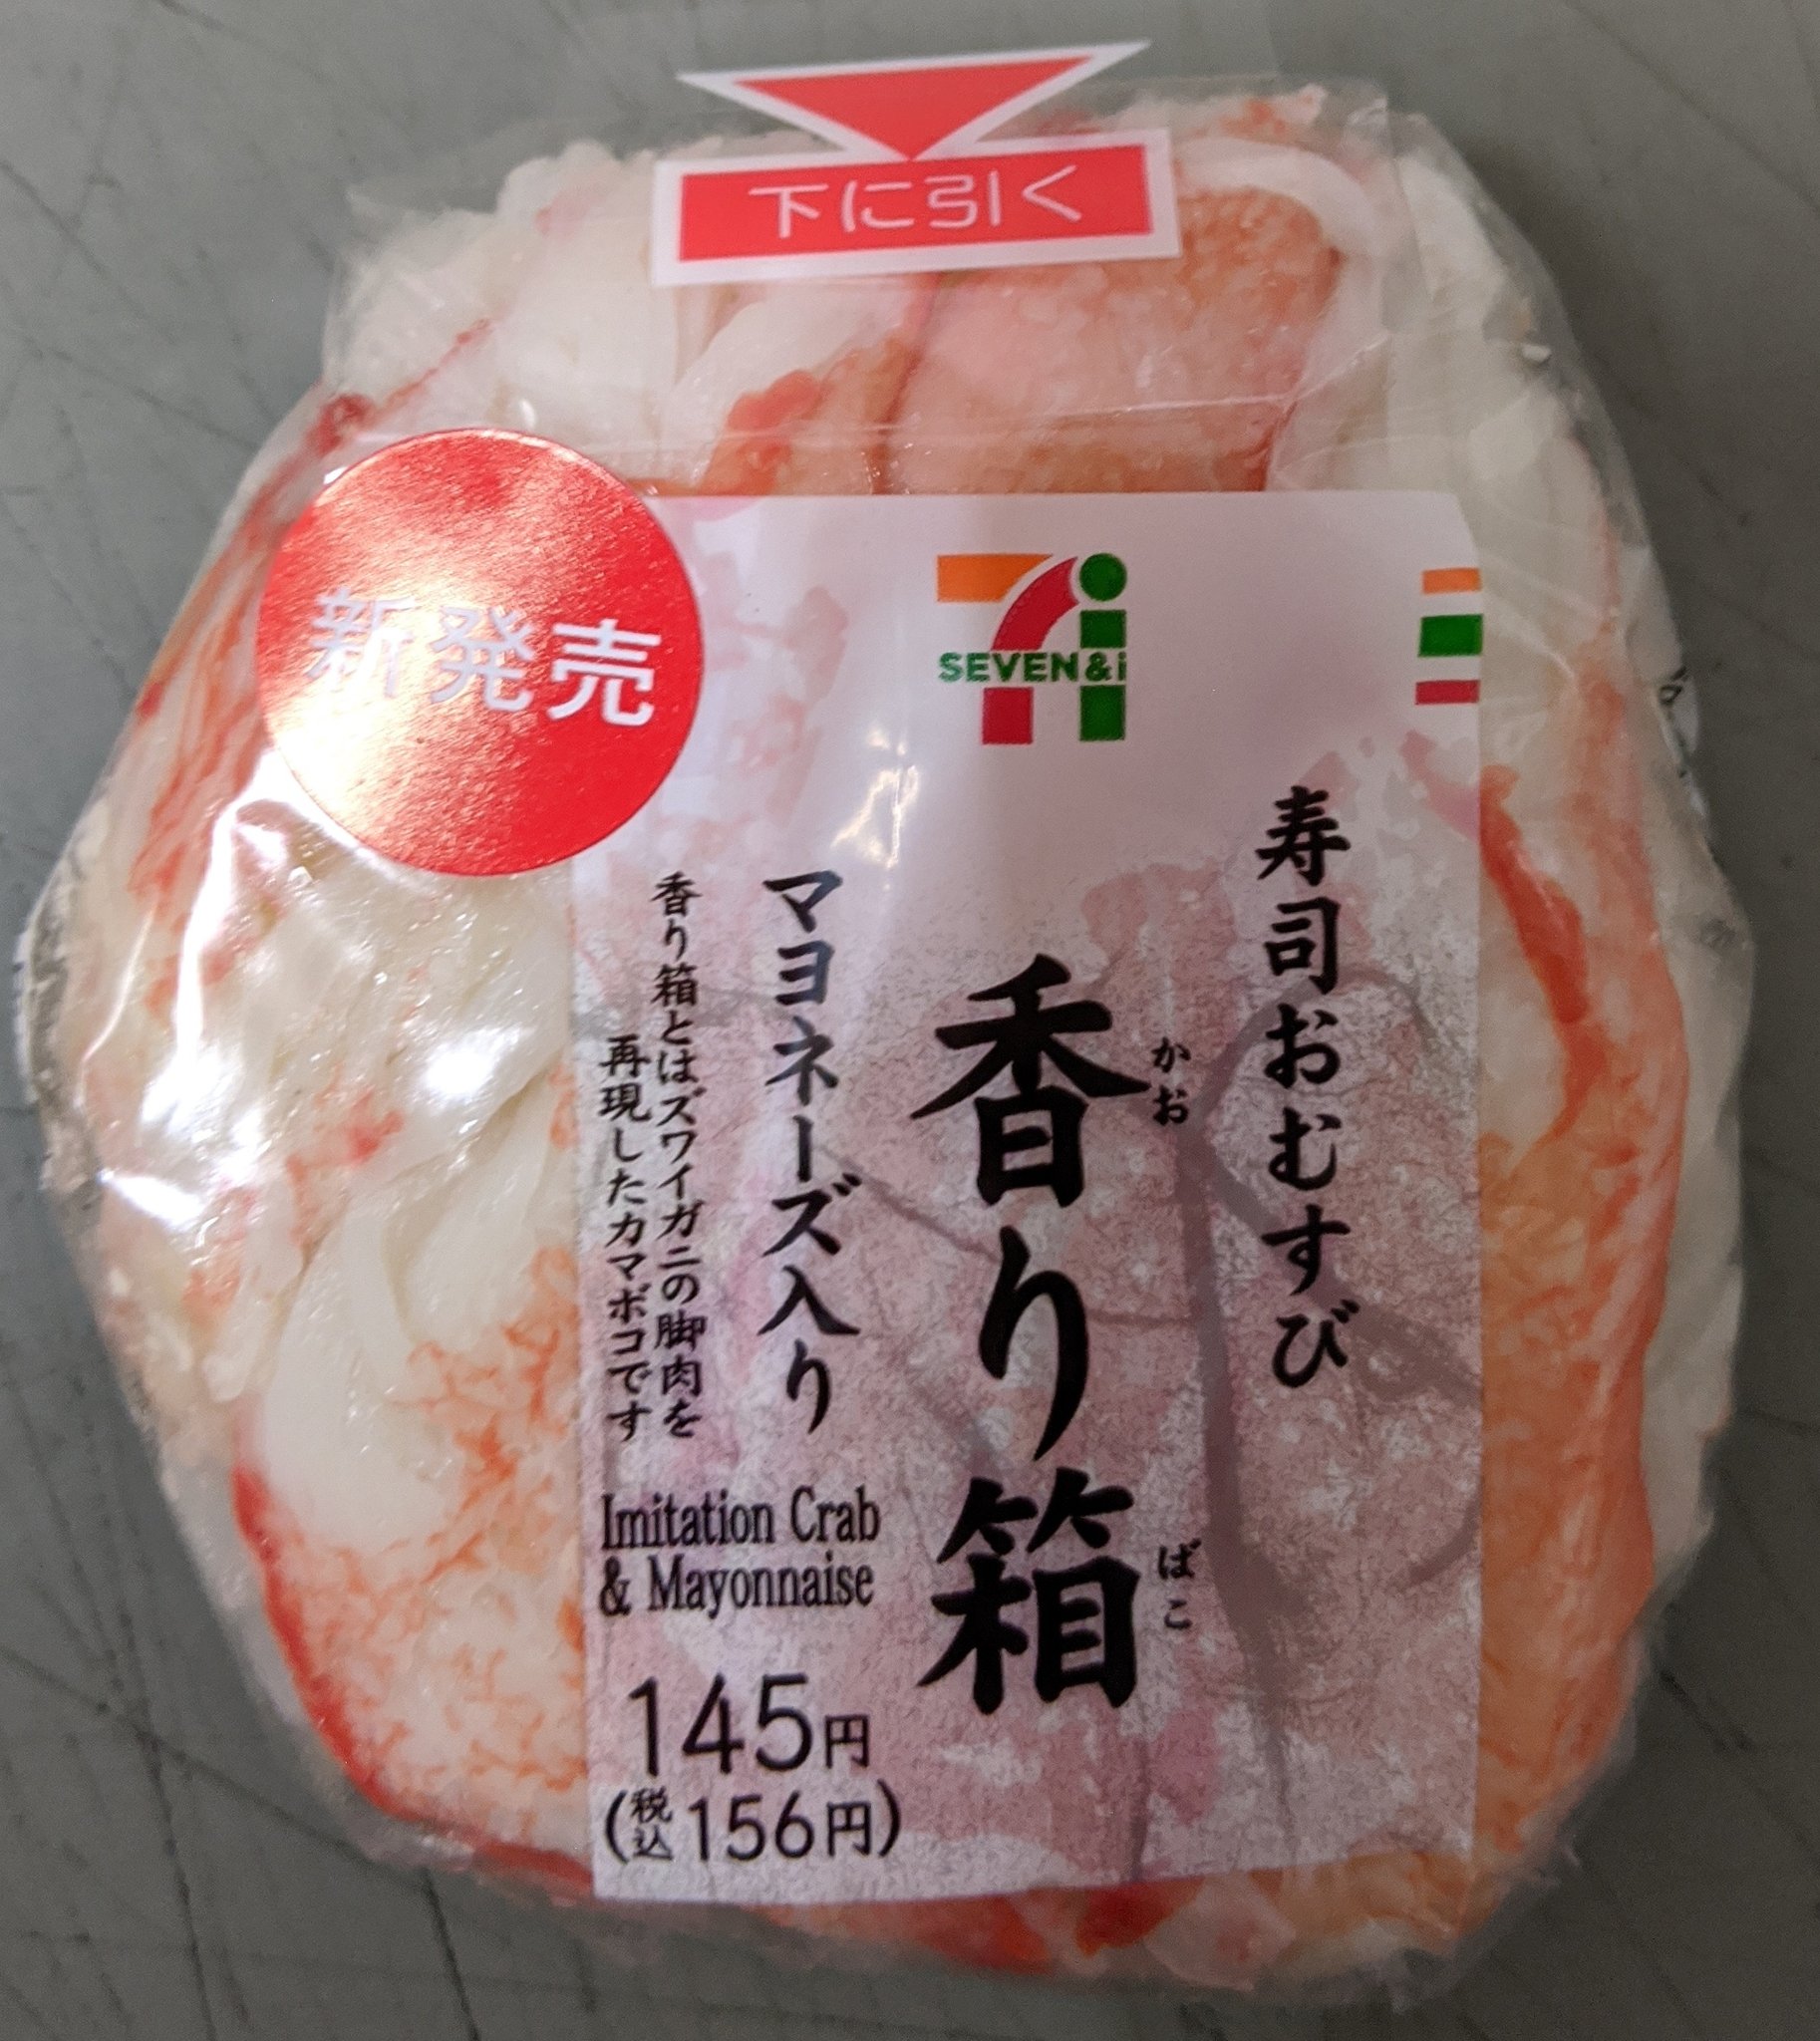 下に引く
新発売
SEVEN&i
寿司おむすび
香り箱
かお
ばこ
マヨネーズ入り
香り箱とはズワイガニの脚肉を
再現したカマボコです
Imitation Crab
& Mayonnaise
145円
(税込156円)